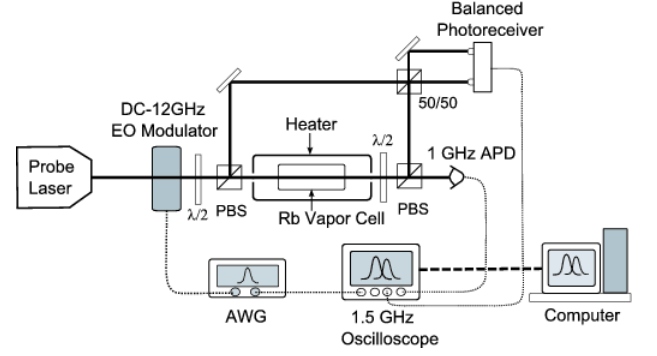 Balanced
Photoreceiver
50/50
DC-12GHz
EO Modulator
Heater
λ/2
1 GHz APD
Probe
Laser
λ/2
PBS
Rb Vapor Cell
PBS
AWG
1.5 GHz
Oscilloscope
Computer